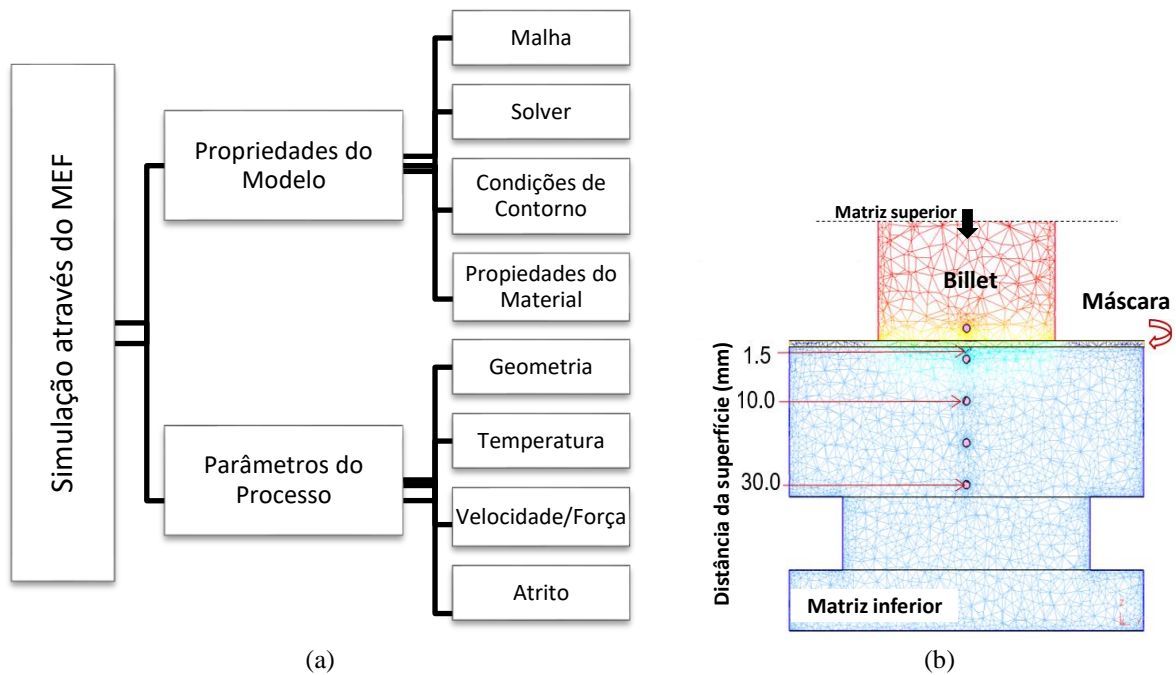 Simulação através do MEF
Propriedades do
Modelo
Malha
Solver
Condições de
Contorno
Propiedades do
Material
Parâmetros do
Processo
Geometria
Temperatura
Velocidade/Força
Atrito
(a)
Matriz superior
Billet
Máscara
Distância da superfície (mm)
1.5
10.0
30.0
Matriz inferior
(b)